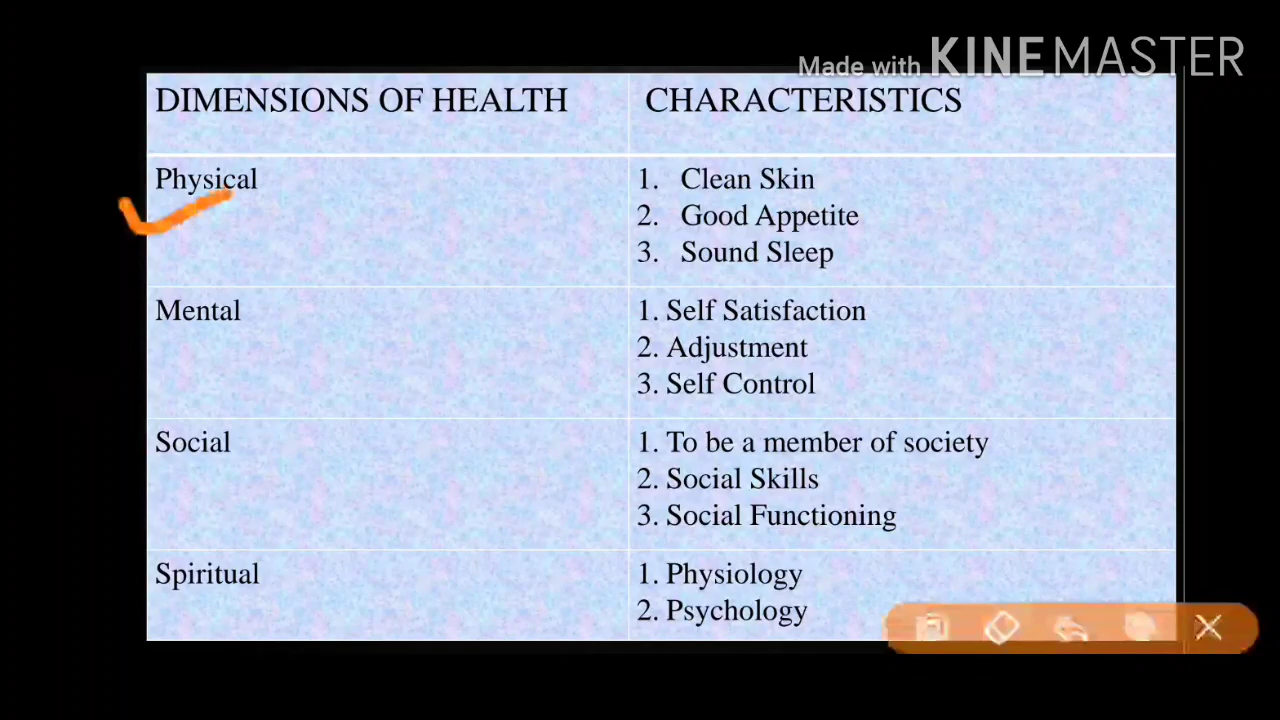 Made with KINEMASTER
DIMENSIONS OF HEALTH
CHARACTERISTICS
Physical
1. Clean Skin
2. Good Appetite
3. Sound Sleep
Mental
1. Self Satisfaction
2. Adjustment
3. Self Control
Social
1. To be a member of society
2. Social Skills
3. Social Functioning
Spiritual
1. Physiology
2. Psychology